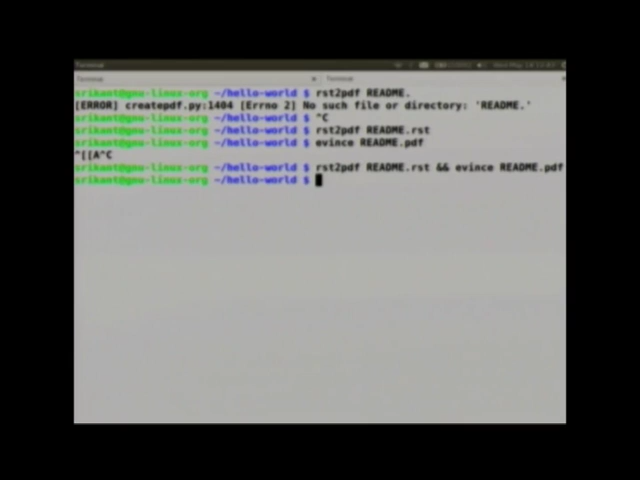 Terminal
Terminal Terminal
srikant@gnu-linux-org ~/hello-world $ rst2pdf README.
[ERROR] createpdf.py:1404 [Errno 2] No such file or directory: 'README.'
srikant@gnu-linux-org ~/hello-world $ ^C
srikant@gnu-linux-org ~/hello-world $ rst2pdf README.rst
srikant@gnu-linux-org ~/hello-world $ evince README.pdf
^[[A^C
srikant@gnu-linux-org ~/hello-world $ rst2pdf README.rst && evince README.pdf
srikant@gnu-linux-org ~/hello-world $